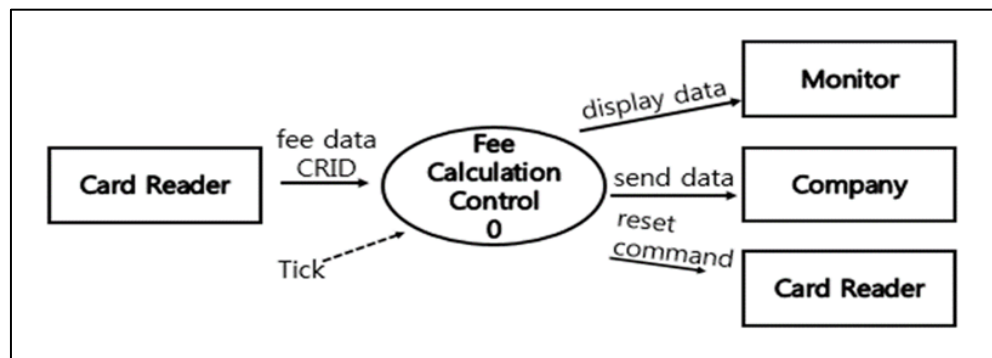 Card Reader
fee data
CRID
Tick
Fee
Calculation
Control
0
display data
send data
reset
command
Monitor
Company
Card Reader